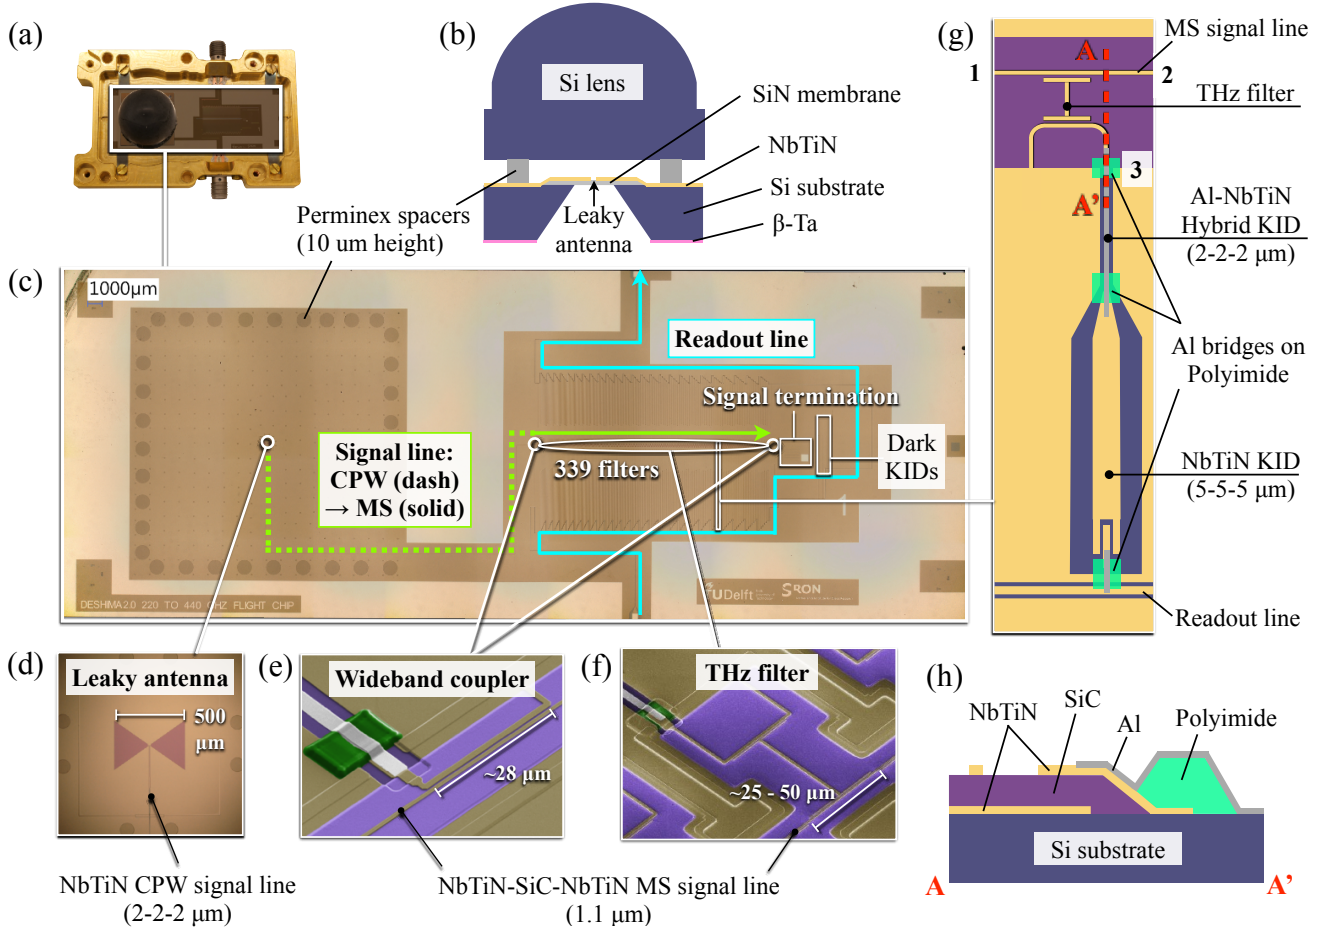 (a)
(b)
Si lens
SiN membrane
NbTiN
Si substrate
β-Ta
Leaky
antenna
Perminex spacers
(10 um height)
(c)
1000µm
Readout line
Signal termination
Signal line:
CPW (dash)
→ MS (solid)
339 filters
Dark
KIDs
1
DESHIMA 2.0 220 TO 440 GHZ FLIGHT CHIP
TUDelft
SRON
(d)
Leaky antenna
500
µm
NbTiN CPW signal line
(2-2-2 µm)
(e)
Wideband coupler
~28 µm
(f)
THz filter
~25 - 50 µm
NbTiN-SiC-NbTiN MS signal line
(1.1 µm)
(g)
A
1
2
MS signal line
THz filter
3
A'
Al-NbTiN
Hybrid KID
(2-2-2 µm)
Al bridges on
Polyimide
NbTiN KID
(5-5-5 µm)
Readout line
(h)
NbTiN
SiC
Al
Polyimide
Si substrate
A
A'